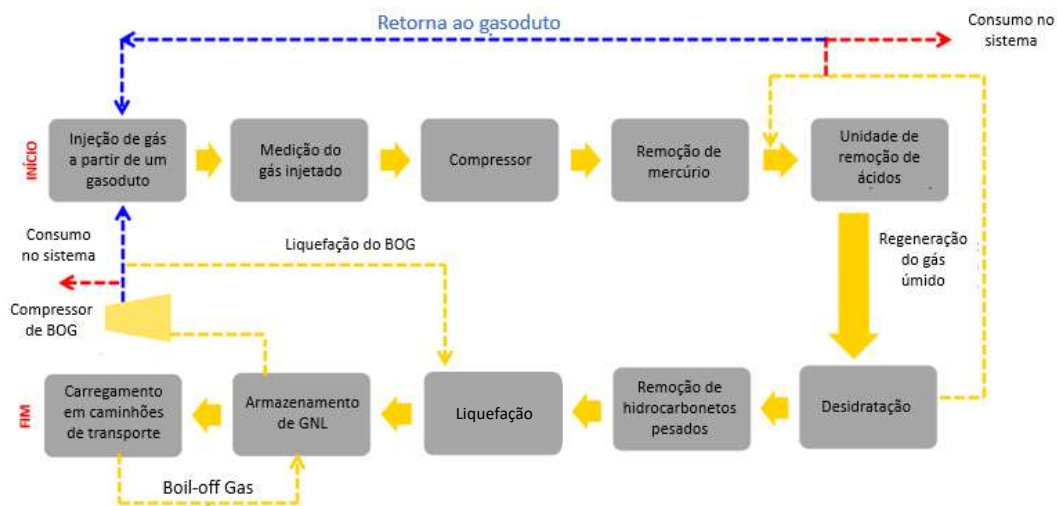 Retorna ao gasoduto
Consumo no
sistema
INÍCIO
Injeção de gás
a partir de um
gasoduto
Medição do
gás injetado
Compressor
Remoção de
mercúrio
Unidade de
remoção de
ácidos
Consumo
no sistema
Liquefação do BOG
Regeneração
do gás
úmido
Compressor
de BOG
FIM
Carregamento
em caminhões
de transporte
Armazenamento
de GNL
Liquefação
Remoção de
hidrocarbonetos
pesados
Desidratação
Boil-off Gas